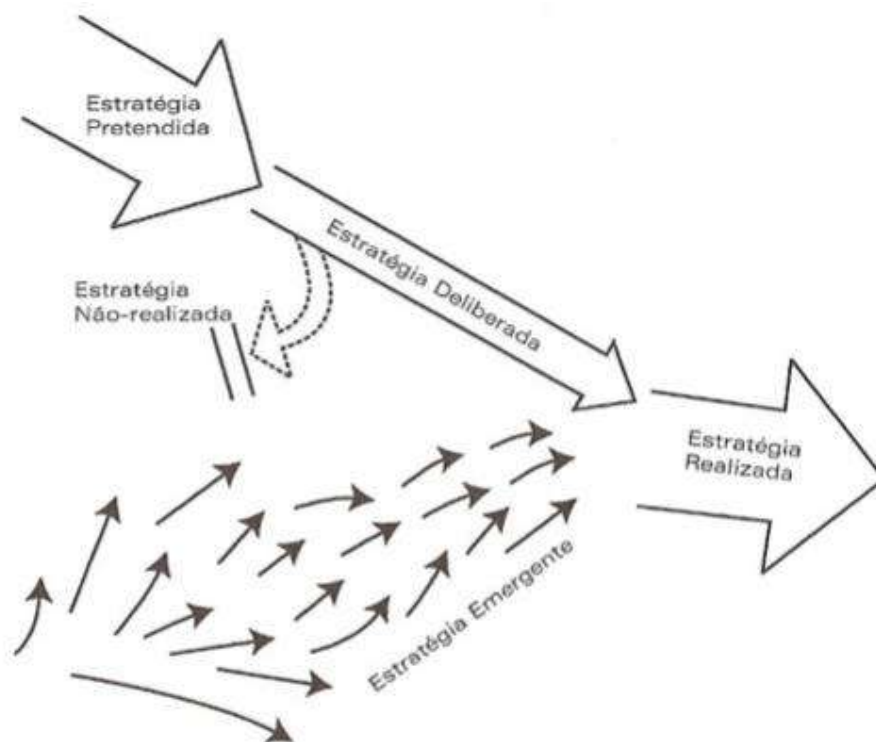 Estratégia
Pretendida
Estratégia Deliberada
Estratégia
Não-realizada
Estratégia
Realizada
Estratégia Emergente